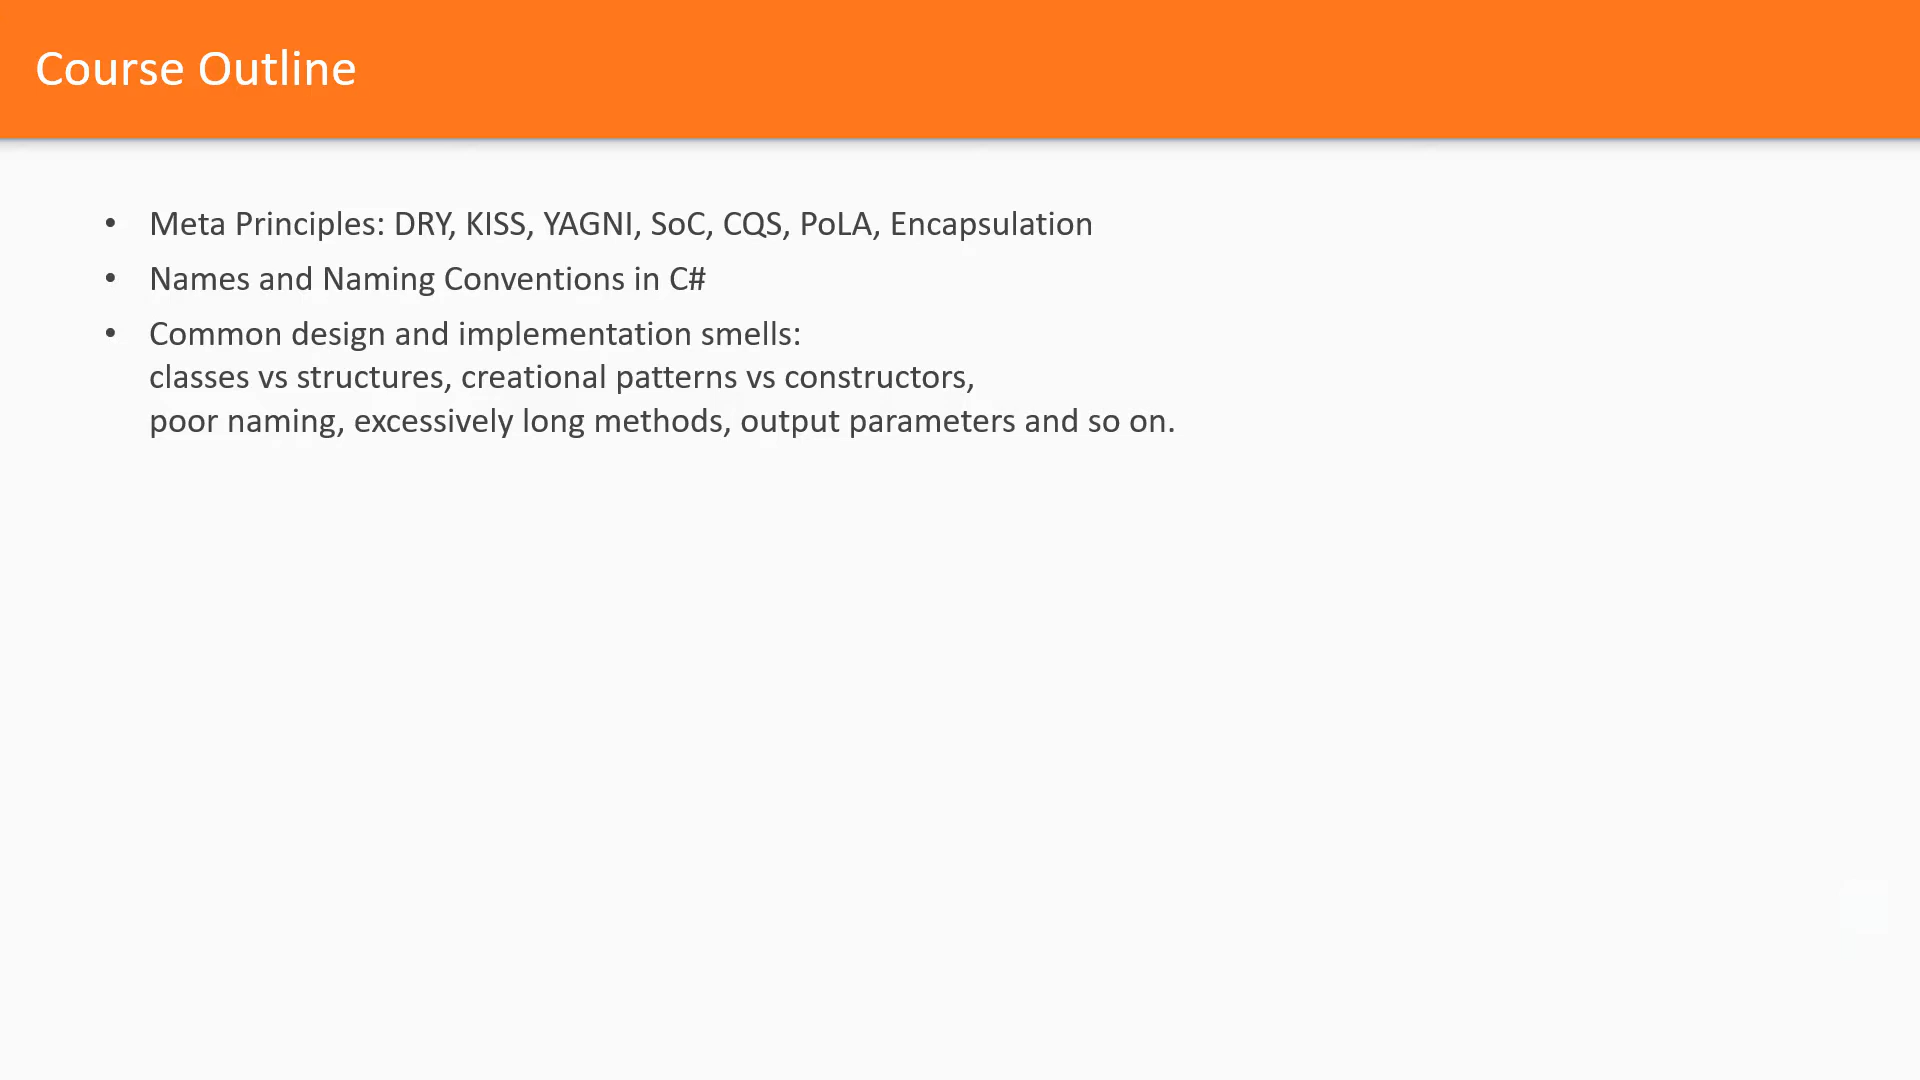 Course Outline
• Meta Principles: DRY, KISS, YAGNI, SoC, CQS, PoLA, Encapsulation
• Names and Naming Conventions in C#
• Common design and implementation smells:
classes vs structures, creational patterns vs constructors,
poor naming, excessively long methods, output parameters and so on.